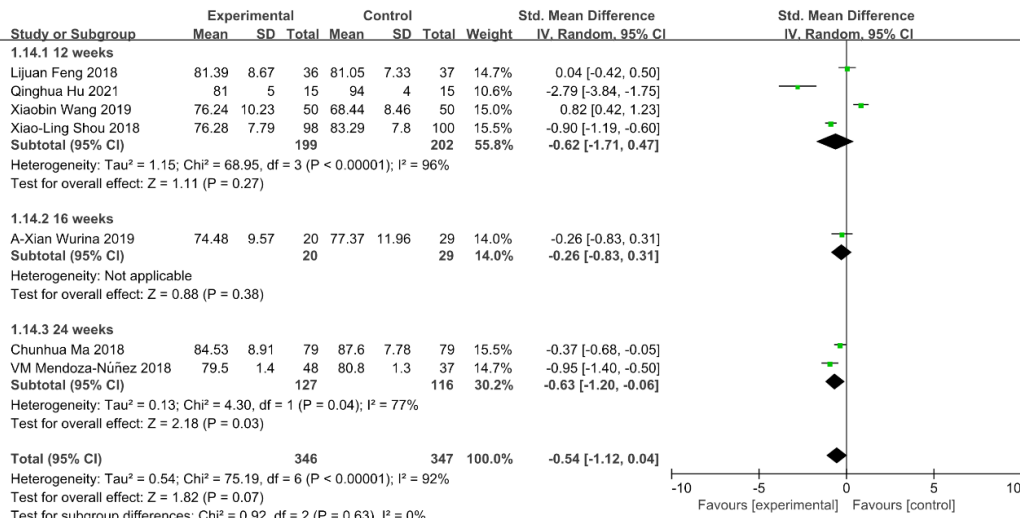 Experimental Control Std. Mean Difference Std. Mean Difference
Study or Subgroup Mean SD Total Mean SD Total Weight IV, Random, 95% CI IV, Random, 95% CI
1.14.1 12 weeks
Lijuan Feng 2018 81.39 8.67 36 81.05 7.33 37 14.7% 0.04 [-0.42, 0.50]
Qinghua Hu 2021 81 5 15 94 4 15 10.6% -2.79 [-3.84, -1.75]
Xiaobin Wang 2019 76.24 10.23 50 68.44 8.46 50 15.0% 0.82 [0.42, 1.23]
Xiao-Ling Shou 2018 76.28 7.79 98 83.29 7.8 100 15.5% -0.90 [-1.19, -0.60]
Subtotal (95% CI) 199 202 55.8% -0.62 [-1.71, 0.47]
Heterogeneity: Tau² = 1.15; Chi² = 68.95, df = 3 (P < 0.00001); I² = 96%
Test for overall effect: Z = 1.11 (P = 0.27)
1.14.2 16 weeks
A-Xian Wurina 2019 74.48 9.57 20 77.37 11.96 29 14.0% -0.26 [-0.83, 0.31]
Subtotal (95% CI) 20 29 14.0% -0.26 [-0.83, 0.31]
Heterogeneity: Not applicable
Test for overall effect: Z = 0.88 (P = 0.38)
1.14.3 24 weeks
Chunhua Ma 2018 84.53 8.91 79 87.6 7.78 79 15.5% -0.37 [-0.68, -0.05]
VM Mendoza-Núñez 2018 79.5 1.4 48 80.8 1.3 37 14.7% -0.95 [-1.40, -0.50]
Subtotal (95% CI) 127 116 30.2% -0.63 [-1.20, -0.06]
Heterogeneity: Tau² = 0.13; Chi² = 4.30, df = 1 (P = 0.04); I² = 77%
Test for overall effect: Z = 2.18 (P = 0.03)
Total (95% CI) 346 347 100.0% -0.54 [-1.12, 0.04]
Heterogeneity: Tau² = 0.54; Chi² = 75.19, df = 6 (P < 0.00001); I² = 92%
-10 -5 0 5 10
Test for overall effect: Z = 1.82 (P = 0.07)
Favours [experimental] Favours [control]
Test for subgroup differences: Chi² = 0.92, df = 2 (P = 0.63), I² = 0%